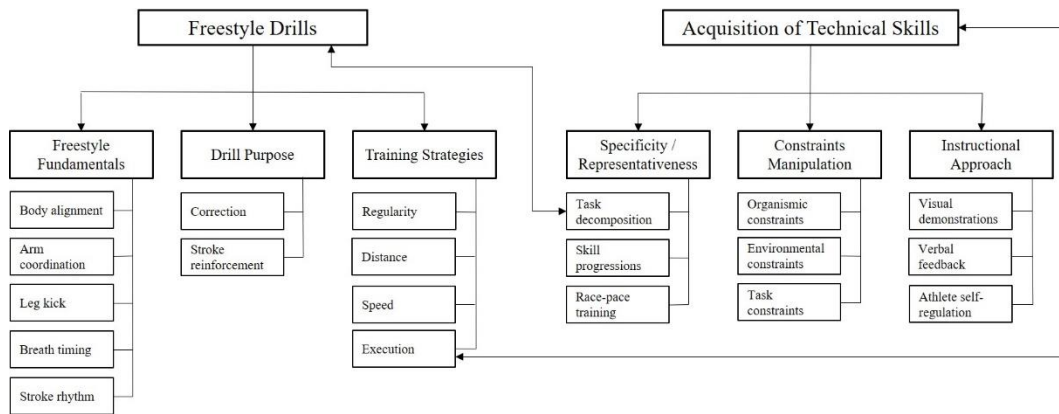 Freestyle Drills
Acquisition of Technical Skills
Freestyle
Fundamentals
Drill Purpose
Training Strategies
Specificity /
Representativeness
Constraints
Manipulation
Instructional
Approach
Body alignment
Arm
coordination
Leg kick
Breath timing
Stroke rhythm
Correction
Stroke
reinforcement
Regularity
Distance
Speed
Execution
Task
decomposition
Skill
progressions
Race-pace
training
Organismic
constraints
Environmental
constraints
Task
constraints
Visual
demonstrations
Verbal
feedback
Athlete self-
regulation